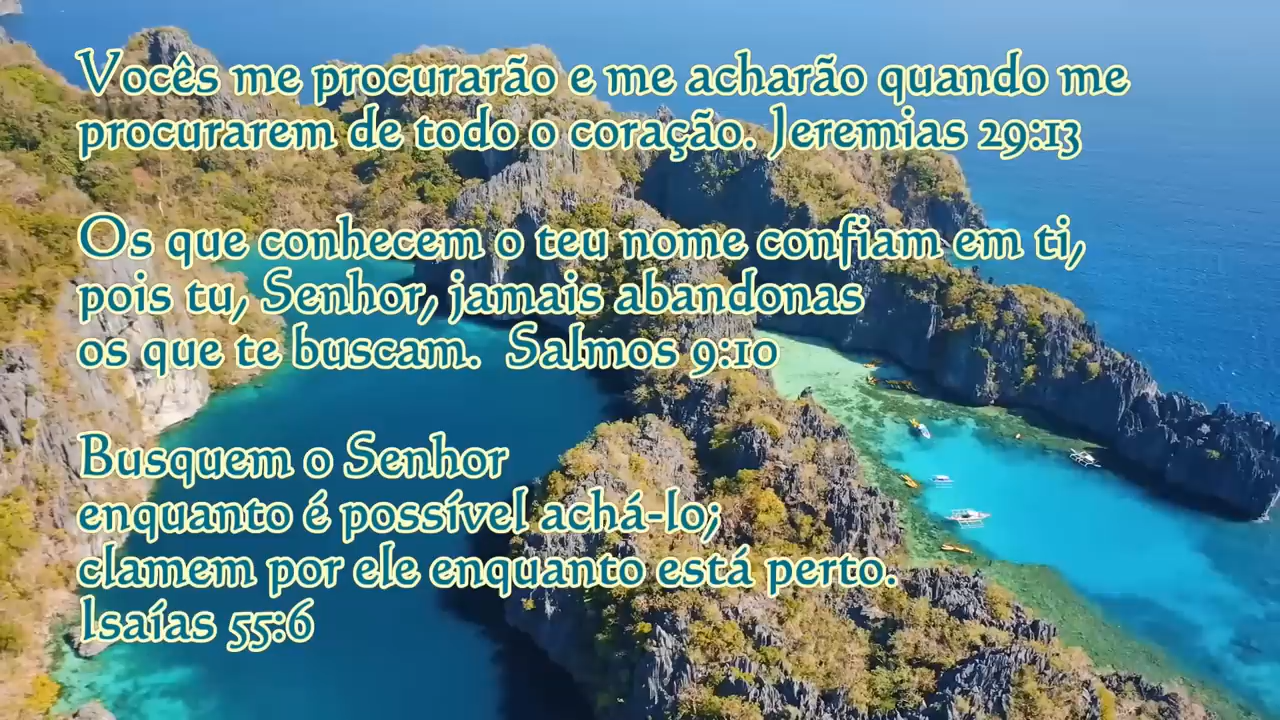 Vocês me procurarão e me acharão quando me
procurarem de todo o coração. Jeremias 29:13
Os que conhecem o teu nome confiam em ti,
pois tu, Senhor, jamais abandonas
os que te buscam.  Salmos 9:10
Busquem o Senhor
enquanto é possível achá-lo;
clamem por ele enquanto está perto.
Isaías 55:6